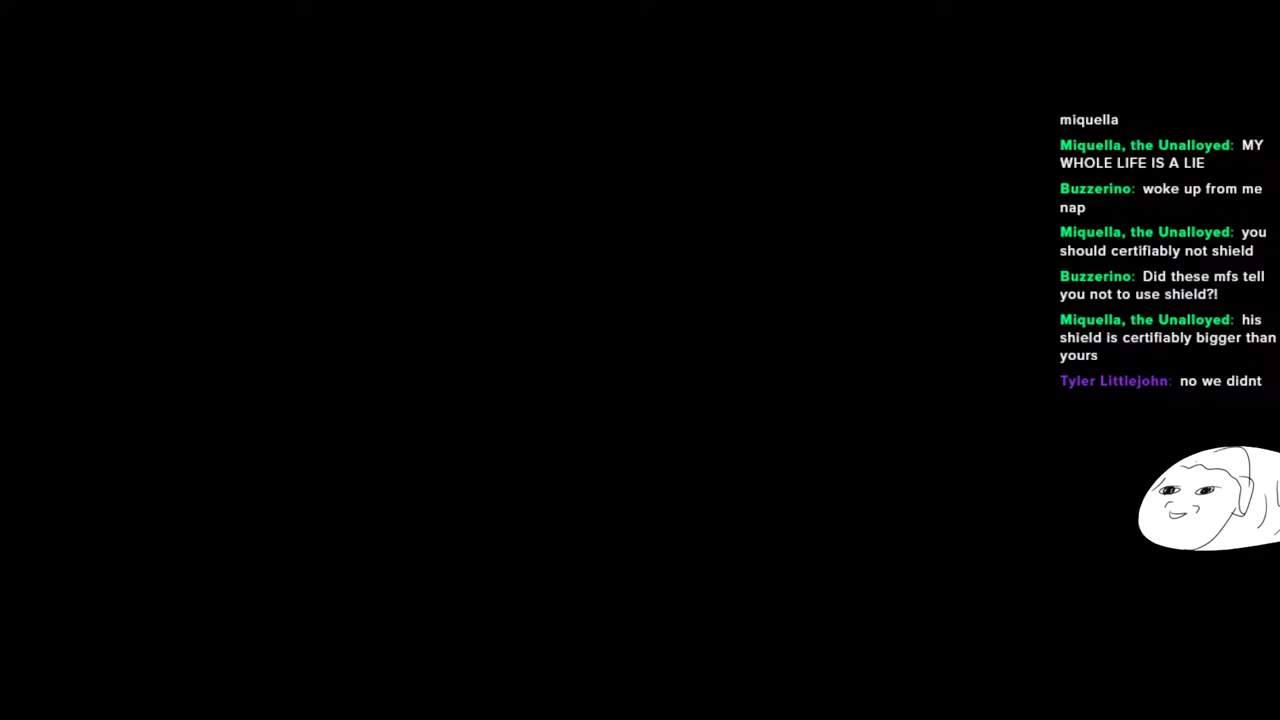 miquella
Miquella, the Unalloyed: MY
WHOLE LIFE IS A LIE
Buzzerino: woke up from me
nap
Miquella, the Unalloyed: you
should certifiably not shield
Buzzerino: Did these mfs tell
you not to use shield?!
Miquella, the Unalloyed: his
shield is certifiably bigger than
yours
Tyler Littlejohn: no we didnt